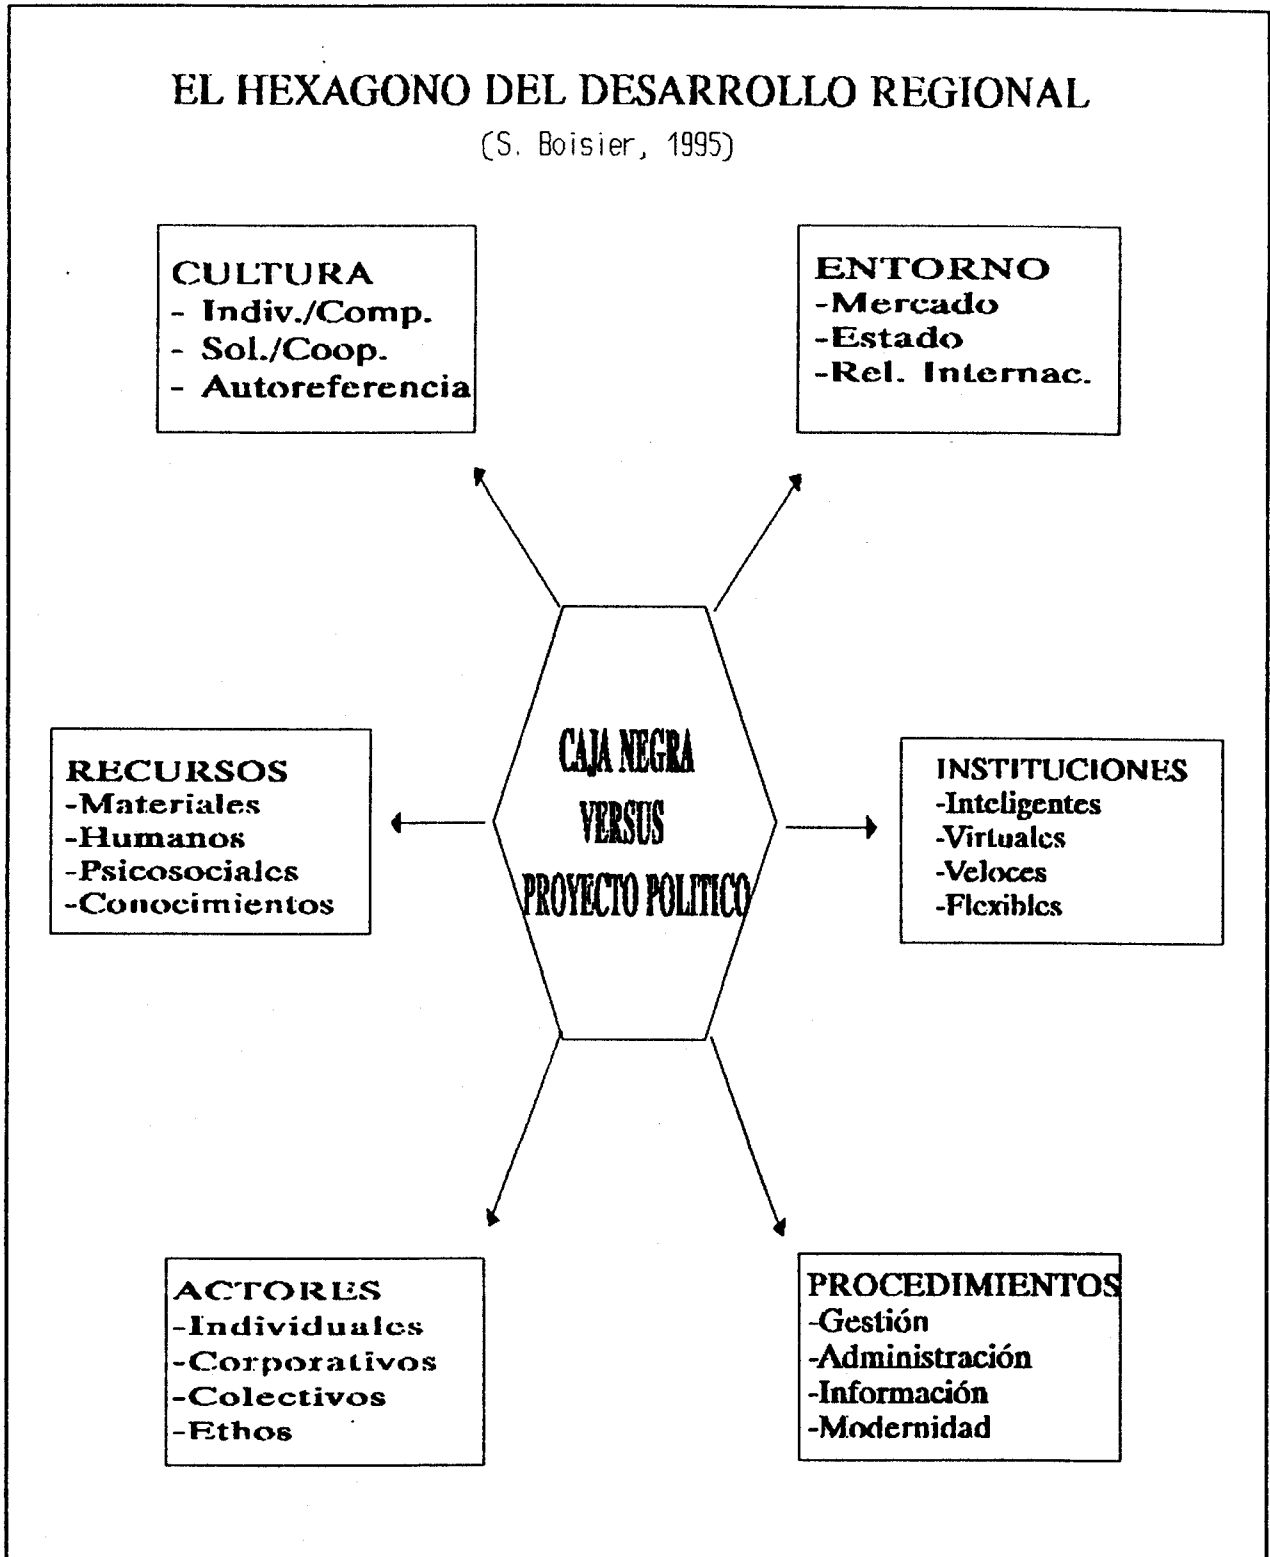 EL HEXAGONO DEL DESARROLLO REGIONAL
(S. Boisier, 1995)
CULTURA
- Indiv./Comp.
- Sol./Coop.
- Autoreferencia
ENTORNO
-Mercado
-Estado
-Rel. Internac.
RECURSOS
-Materiales
-Humanos
-Psicosociales
-Conocimientos
CAJA NEGRA
VERSUS
PROYECTO POLITICO
INSTITUCIONES
-Inteligentes
-Virtuales
-Veloces
-Flexibles
ACTORES
-Individuales
-Corporativos
-Colectivos
-Ethos
PROCEDIMIENTOS
-Gestión
-Administración
-Información
-Modernidad